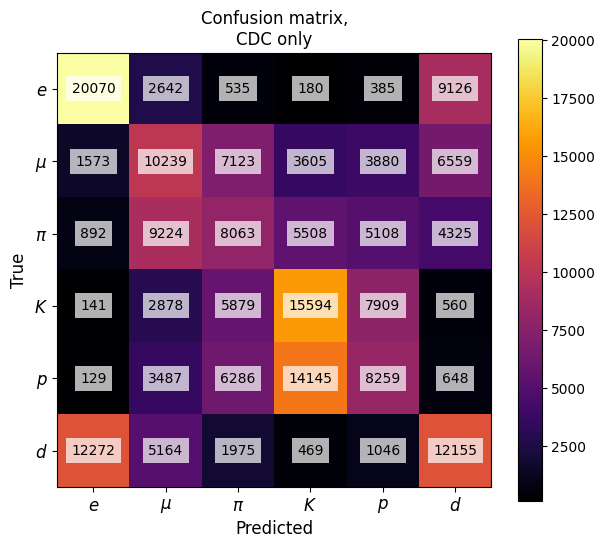 Confusion matrix,
CDC only
e 20070 2642 535 180 385 9126
μ 1573 10239 7123 3605 3880 6559
π 892 9224 8063 5508 5108 4325
K 141 2878 5879 15594 7909 560
p 129 3487 6286 14145 8259 648
d 12272 5164 1975 469 1046 12155
e μ π K p d
Predicted
True
20000
17500
15000
12500
10000
7500
5000
2500